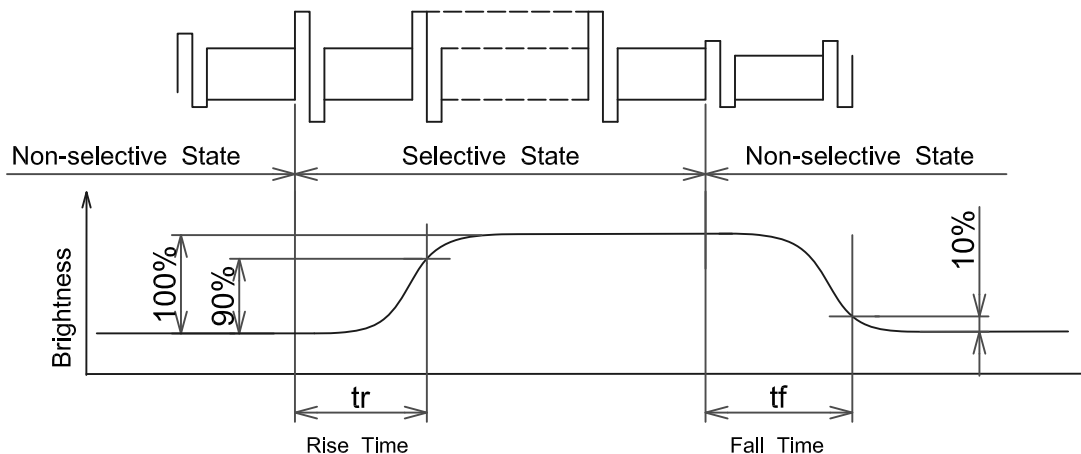 Non-selective State
Selective State
Non-selective State
Brightness
100%
90%
10%
tr
tf
Rise Time
Fall Time